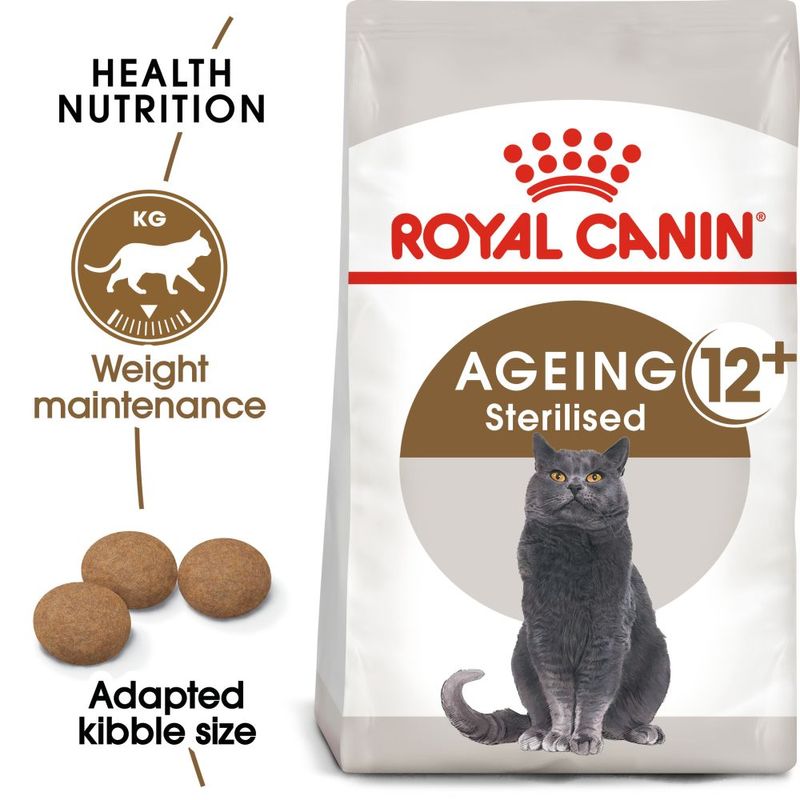 HEALTH
NUTRITION
KG
Weight
maintenance
Adapted
kibble size
ROYAL CANIN®
AGEING 12+
Sterilised